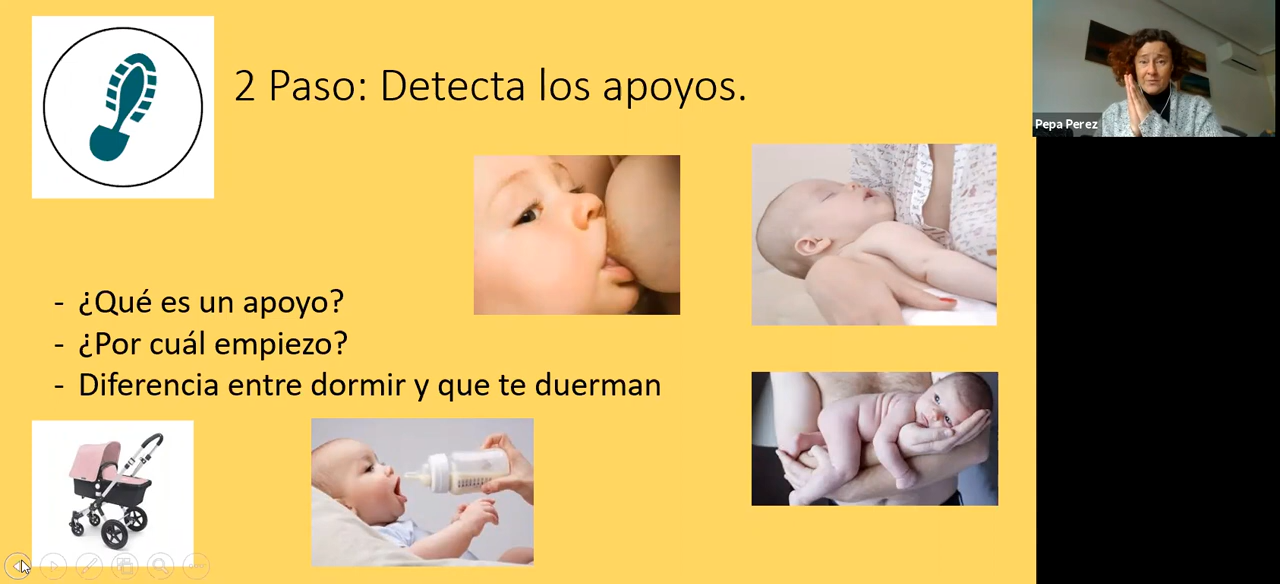 2 Paso: Detecta los apoyos.
Pepa Perez
- ¿Qué es un apoyo?
- ¿Por cuál empiezo?
- Diferencia entre dormir y que te duerman